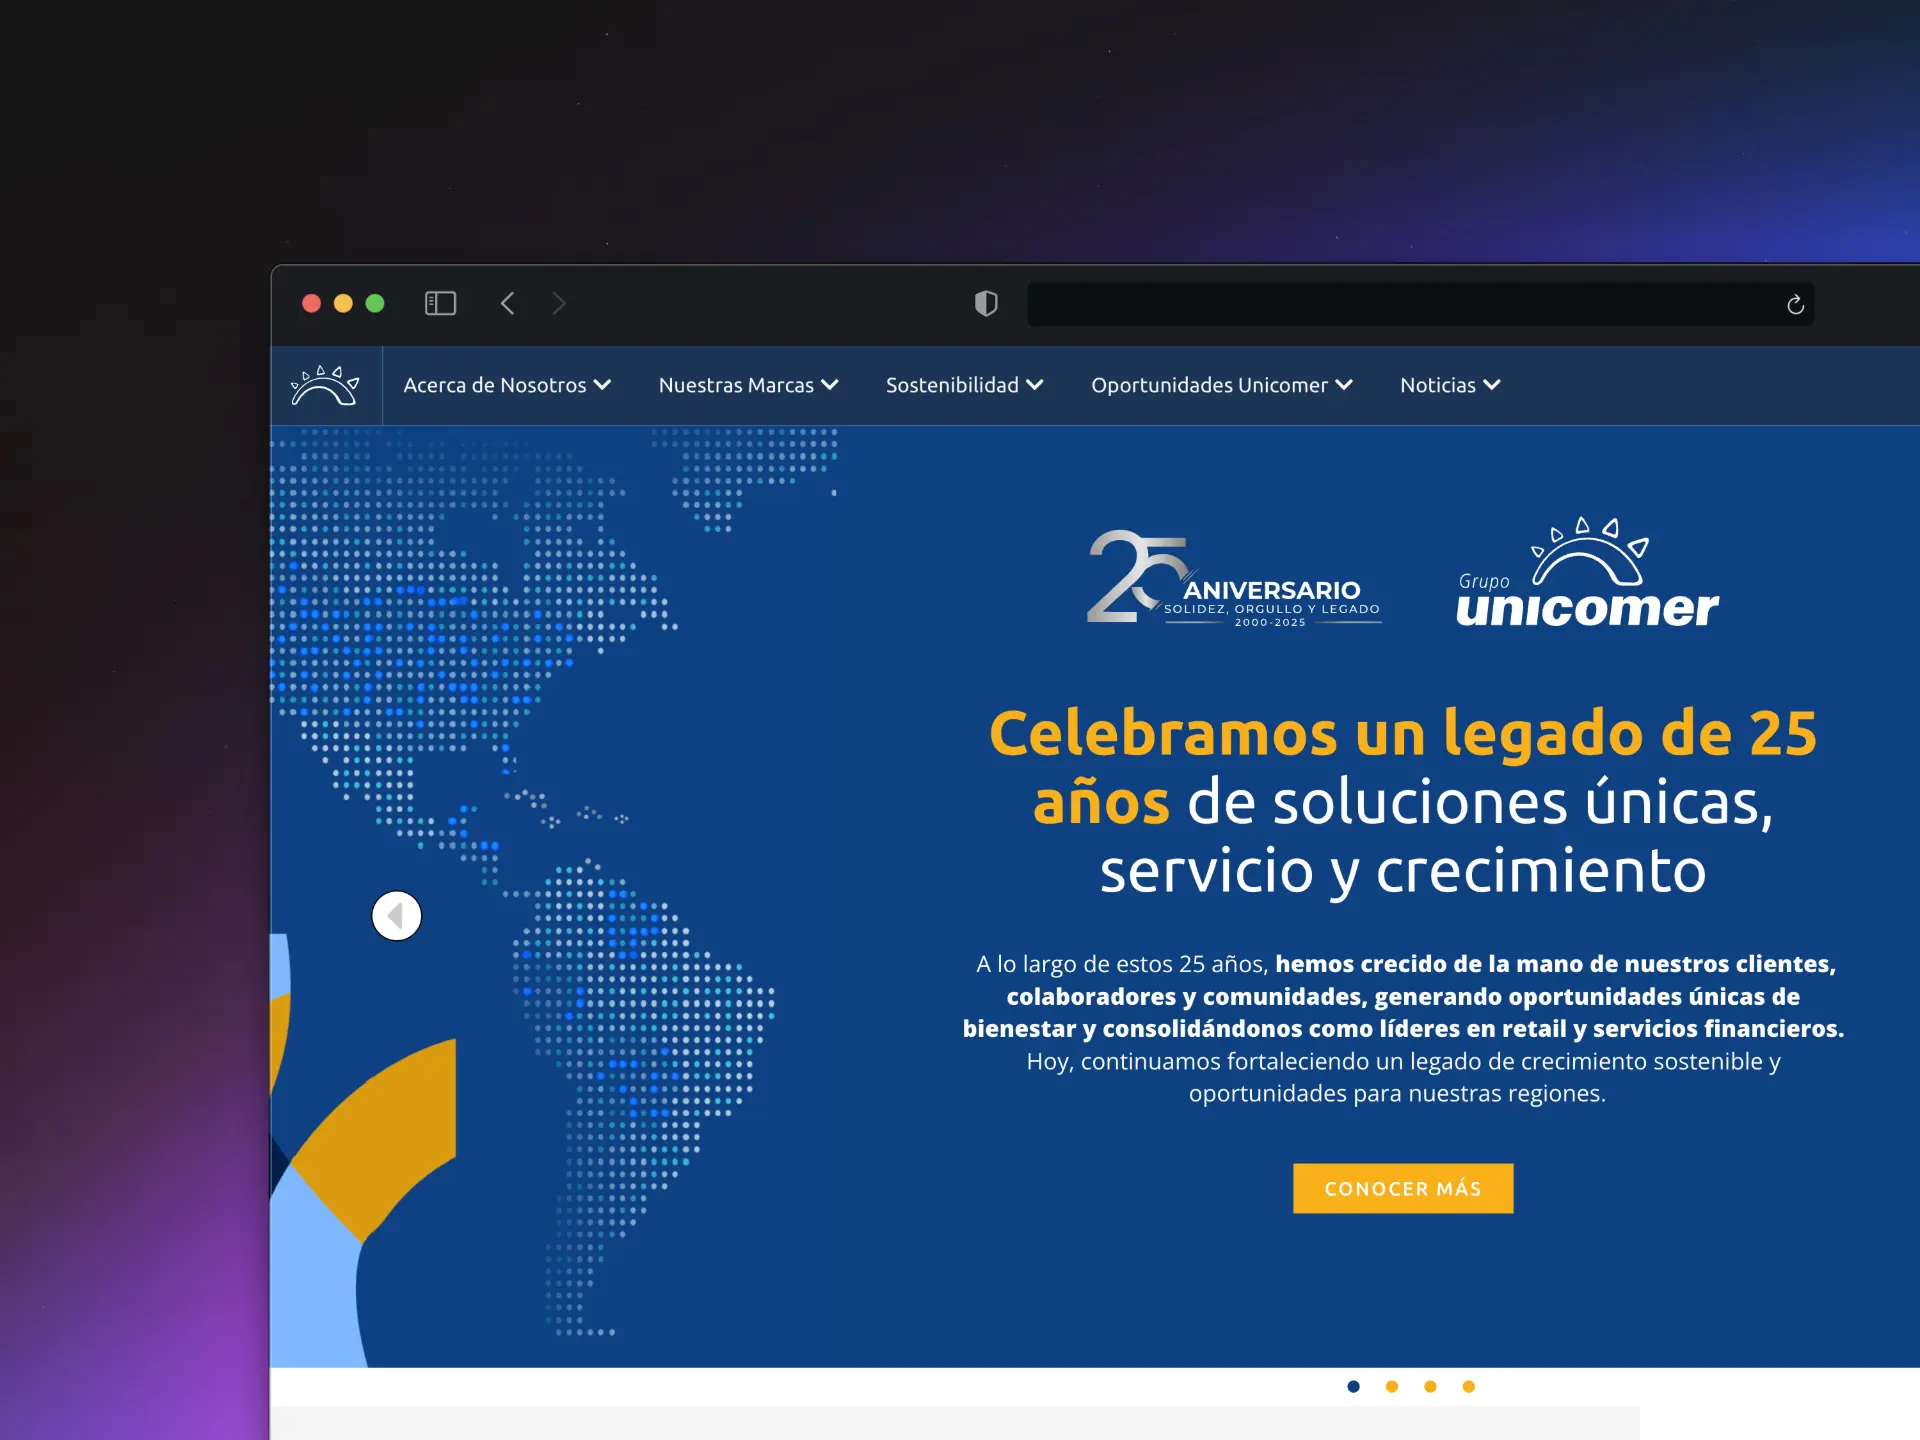 Acerca de Nosotros
Nuestras Marcas
Sostenibilidad
Oportunidades Unicomer
Noticias
25 ANIVERSARIO
SOLIDEZ, ORGULLO Y LEGADO
2000-2025
Grupo
unicomer
Celebramos un legado de 25
años de soluciones únicas,
servicio y crecimiento
A lo largo de estos 25 años, hemos crecido de la mano de nuestros clientes,
colaboradores y comunidades, generando oportunidades únicas de
bienestar y consolidándonos como líderes en retail y servicios financieros.
Hoy, continuamos fortaleciendo un legado de crecimiento sostenible y
oportunidades para nuestras regiones.
CONOCER MÁS